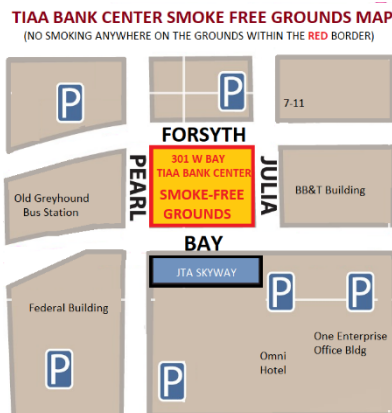 TIAA BANK CENTER SMOKE FREE GROUNDS MAP
(NO SMOKING ANYWHERE ON THE GROUNDS WITHIN THE RED BORDER)
P
P
7-11
FORSYTH
PEARL
301 W BAY
TIAA BANK CENTER
SMOKE-FREE
GROUNDS
JULIA
Old Greyhound
Bus Station
BB&T Building
BAY
JTA SKYWAY
Federal Building
P
P
One Enterprise
Office Bldg
Omni
Hotel
P
P